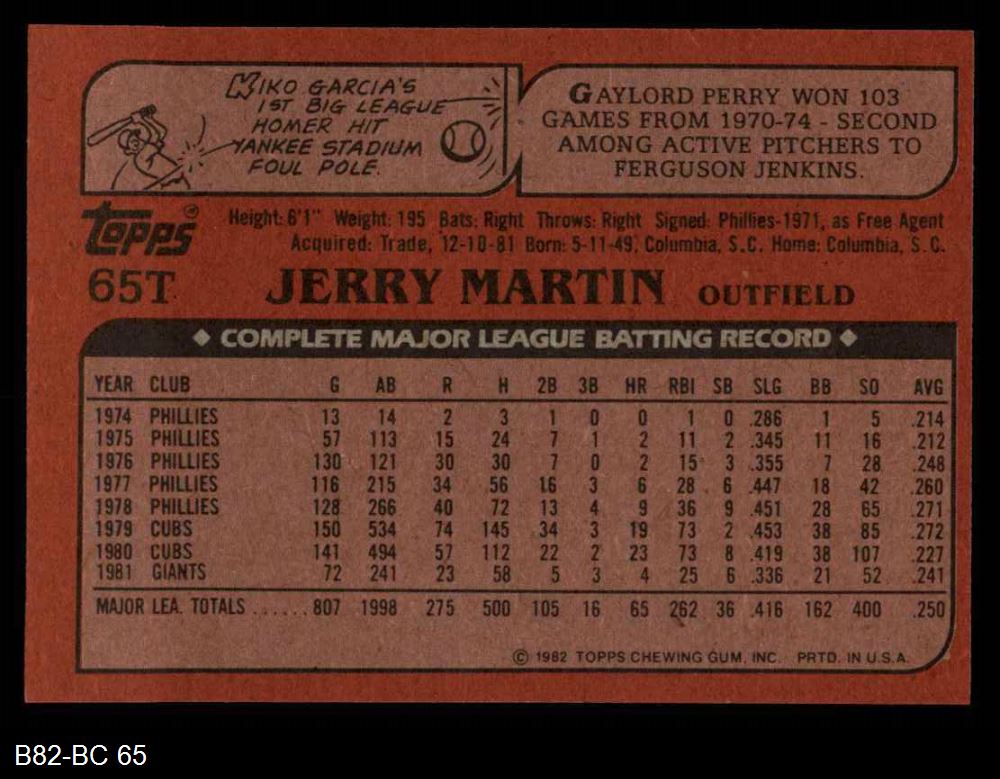 KIKO GARCIA'S
1ST BIG LEAGUE
HOMER HIT
YANKEE STADIUM
FOUL POLE.
GAYLORD PERRY WON 103
GAMES FROM 1970-74 - SECOND
AMONG ACTIVE PITCHERS TO
FERGUSON JENKINS.
Topps®
Height: 6'1" Weight: 195 Bats: Right Throws: Right Signed: Phillies-1971, as Free Agent
Acquired: Trade, 12-10-81 Born: 5-11-49, Columbia, S.C. Home: Columbia, S.C.
65T JERRY MARTIN OUTFIELD
◆ COMPLETE MAJOR LEAGUE BATTING RECORD ◆
YEAR CLUB G AB R H 2B 3B HR RBI SB SLG BB SO AVG
1974 PHILLIES 13 14 2 3 1 0 0 1 0 .286 1 5 .214
1975 PHILLIES 57 113 15 24 7 1 2 11 2 .345 11 16 .212
1976 PHILLIES 130 121 30 30 7 0 2 15 3 .355 7 28 .248
1977 PHILLIES 116 215 34 56 16 3 6 28 6 .447 18 42 .260
1978 PHILLIES 128 266 40 72 13 4 9 36 9 .451 28 65 .271
1979 CUBS 150 534 74 145 34 3 19 73 2 .453 38 85 .272
1980 CUBS 141 494 57 112 22 2 23 73 8 .419 38 107 .227
1981 GIANTS 72 241 23 58 5 3 4 25 6 .336 21 52 .241
MAJOR LEA. TOTALS ...... 807 1998 275 500 105 16 65 262 36 .416 162 400 .250
© 1982 TOPPS CHEWING GUM, INC. PRTD. IN U.S.A.
B82-BC 65